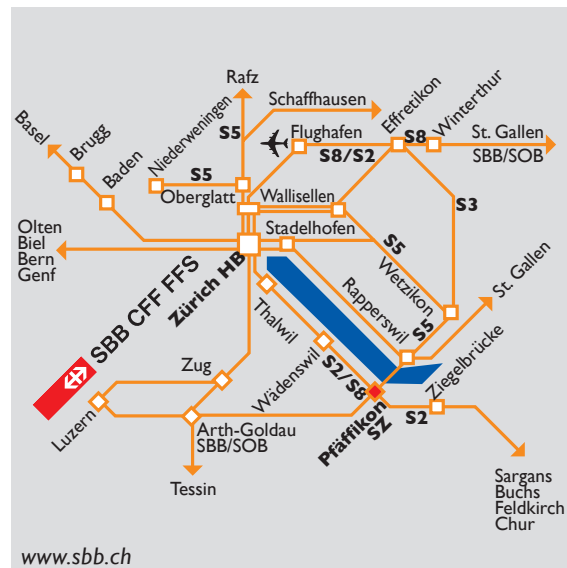 Rafz
Schaffhausen
Effretikon
Winterthur
Basel
Brugg
Baden
Niederweningen
S5
Flughafen
S8
St. Gallen
SBB/SOB
S8/S2
S5
Oberglatt
Wallisellen
S3
Olten
Biel
Bern
Genf
Stadelhofen
S5
Wetzikon
SBB CFF FFS
Zürich HB
Thalwil
Rapperswil
S5
St. Gallen
Zug
Wädenswil
S2/S8
Ziegelbrücke
Luzern
Arth-Goldau
SBB/SOB
Pfäffikon
SZ
S2
Tessin
Sargans
Buchs
Feldkirch
Chur
www.sbb.ch